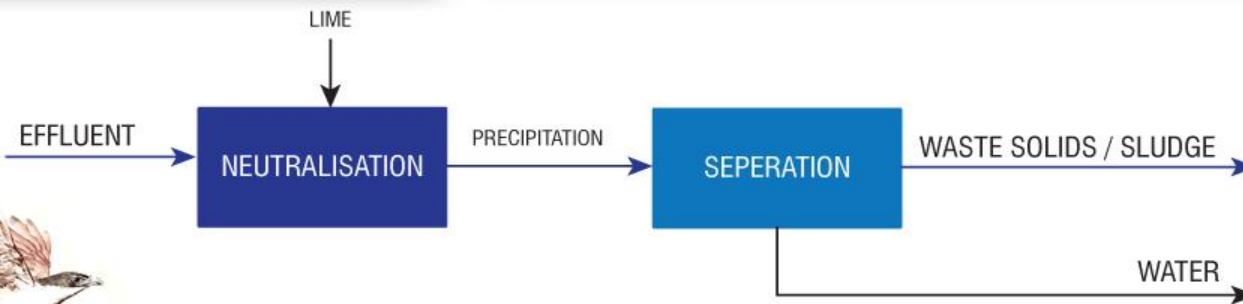 LIME
EFFLUENT
NEUTRALISATION
PRECIPITATION
SEPERATION
WASTE SOLIDS / SLUDGE
WATER